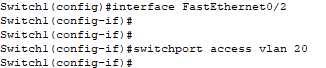 Switch1(config)#interface FastEthernet0/2
Switch1(config-if)#
Switch1(config-if)#
Switch1(config-if)#switchport access vlan 20
Switch1(config-if)#